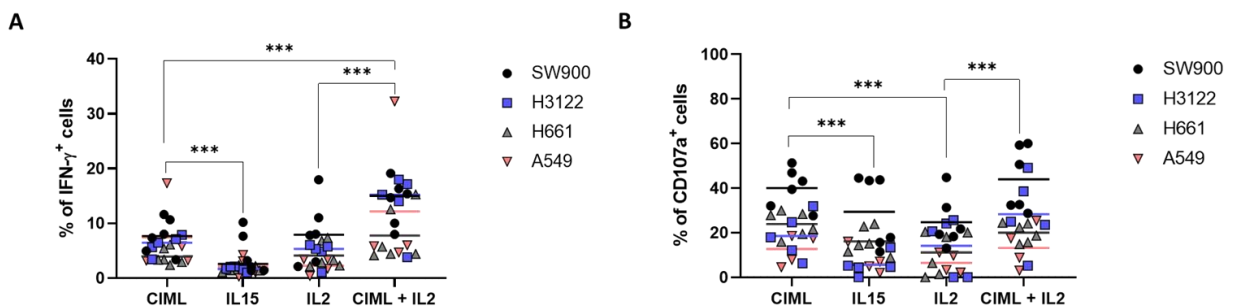 A
% of IFN-γ⁺ cells
40
30
20
10
0
***
***
***
CIML
IL15
IL2
CIML + IL2
SW900
H3122
H661
A549
B
% of CD107a⁺ cells
100
80
60
40
20
0
***
***
***
CIML
IL15
IL2
CIML + IL2
SW900
H3122
H661
A549